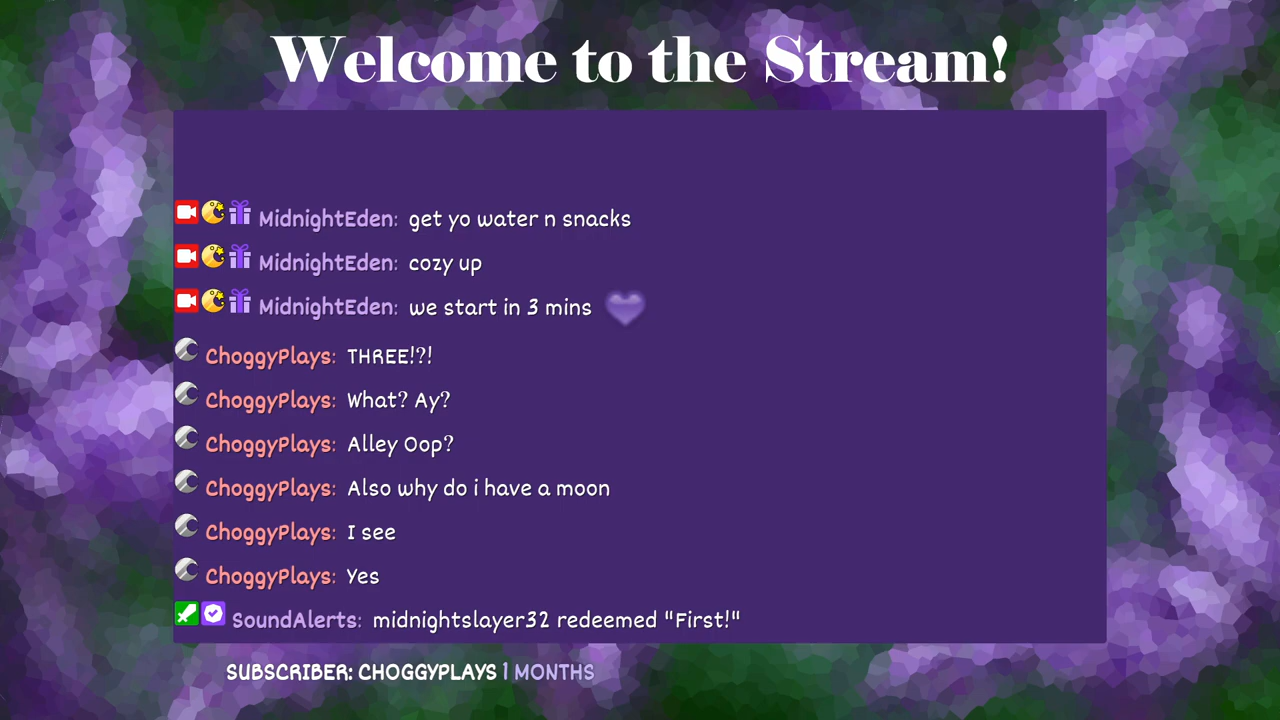 Welcome to the Stream!
MidnightEden: get yo water n snacks
MidnightEden: cozy up
MidnightEden: we start in 3 mins
ChoggyPlays: THREE!?!
ChoggyPlays: What? Ay?
ChoggyPlays: Alley Oop?
ChoggyPlays: Also why do i have a moon
ChoggyPlays: I see
ChoggyPlays: Yes
SoundAlerts: midnightslayer32 redeemed "First!"
SUBSCRIBER: CHOGGYPLAYS 1 MONTHS